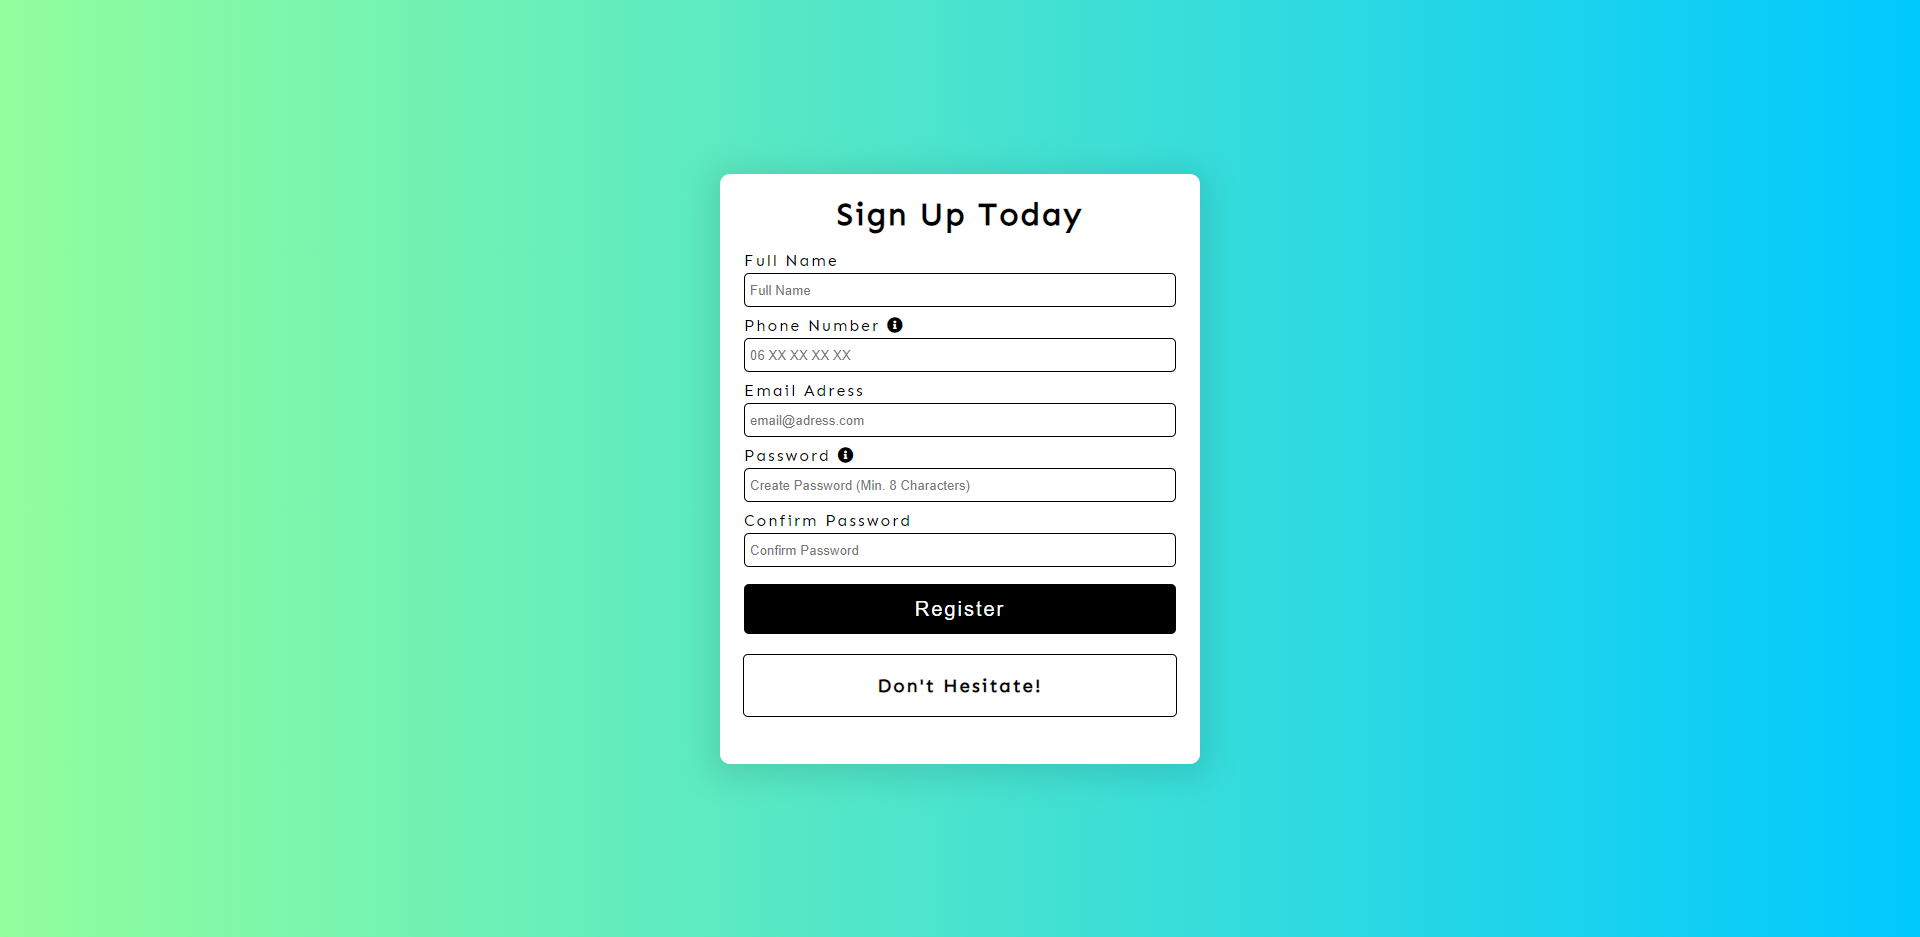 Sign Up Today
Full Name
Full Name
Phone Number
06 XX XX XX XX
Email Adress
email@adress.com
Password
Create Password (Min. 8 Characters)
Confirm Password
Confirm Password
Register
Don't Hesitate!